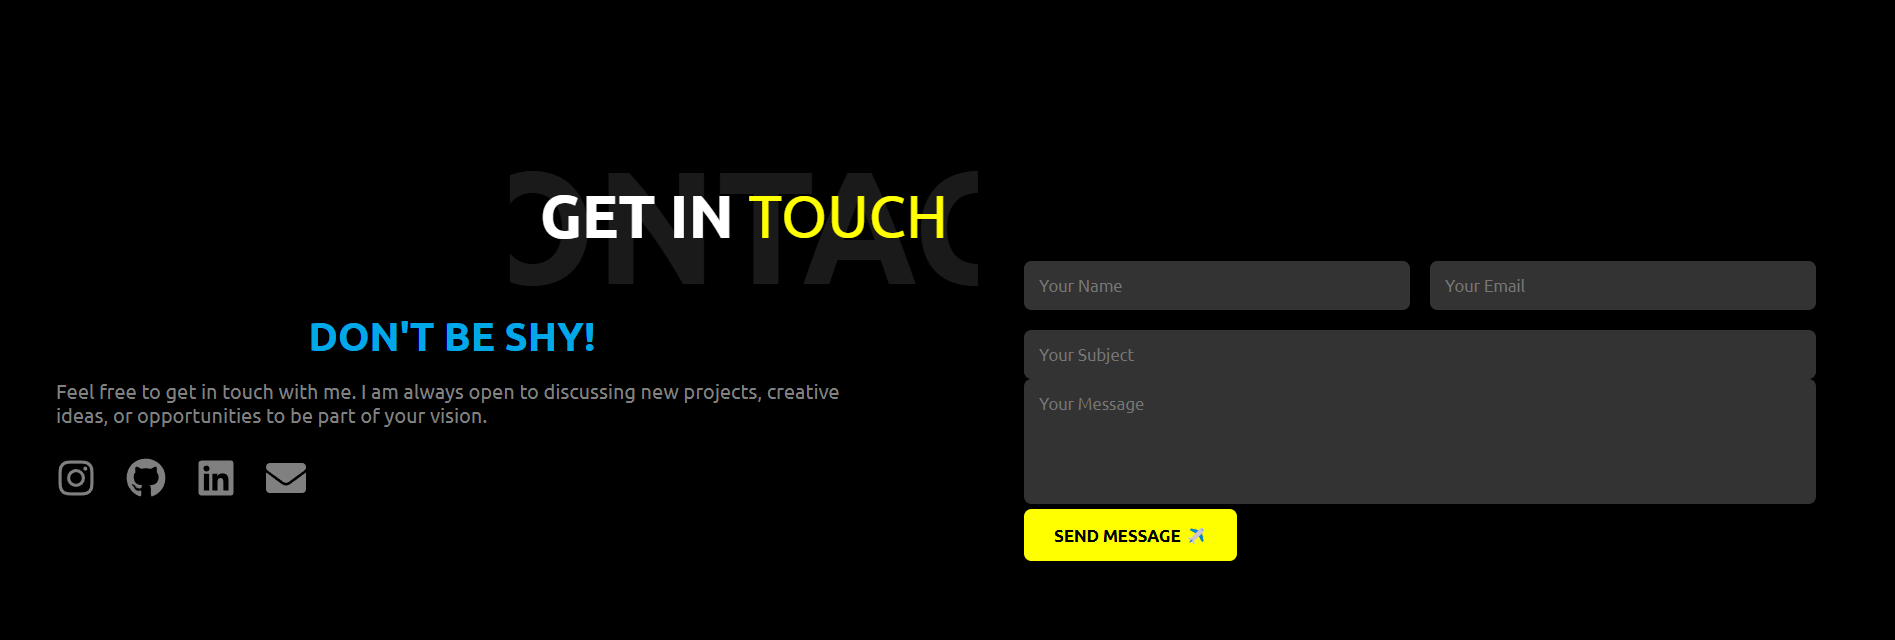 ONTAC
GET IN TOUCH
DON'T BE SHY!
Feel free to get in touch with me. I am always open to discussing new projects, creative
ideas, or opportunities to be part of your vision.
Your Name
Your Email
Your Subject
Your Message
SEND MESSAGE